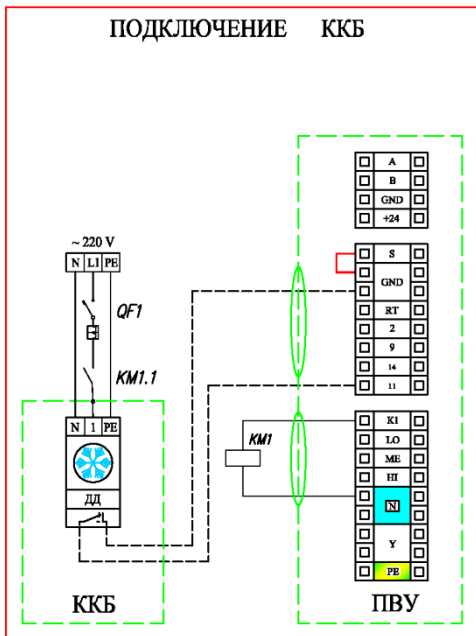 ПОДКЛЮЧЕНИЕ ККБ
A
B
GND
+24
~ 220 V
N L1 PE
S
GND
RT
2
9
14
11
QF1
KM1.1
N 1 PE
ДД
ККБ
KM1
K1
LO
ME
HI
N
Y
PE
ПВУ